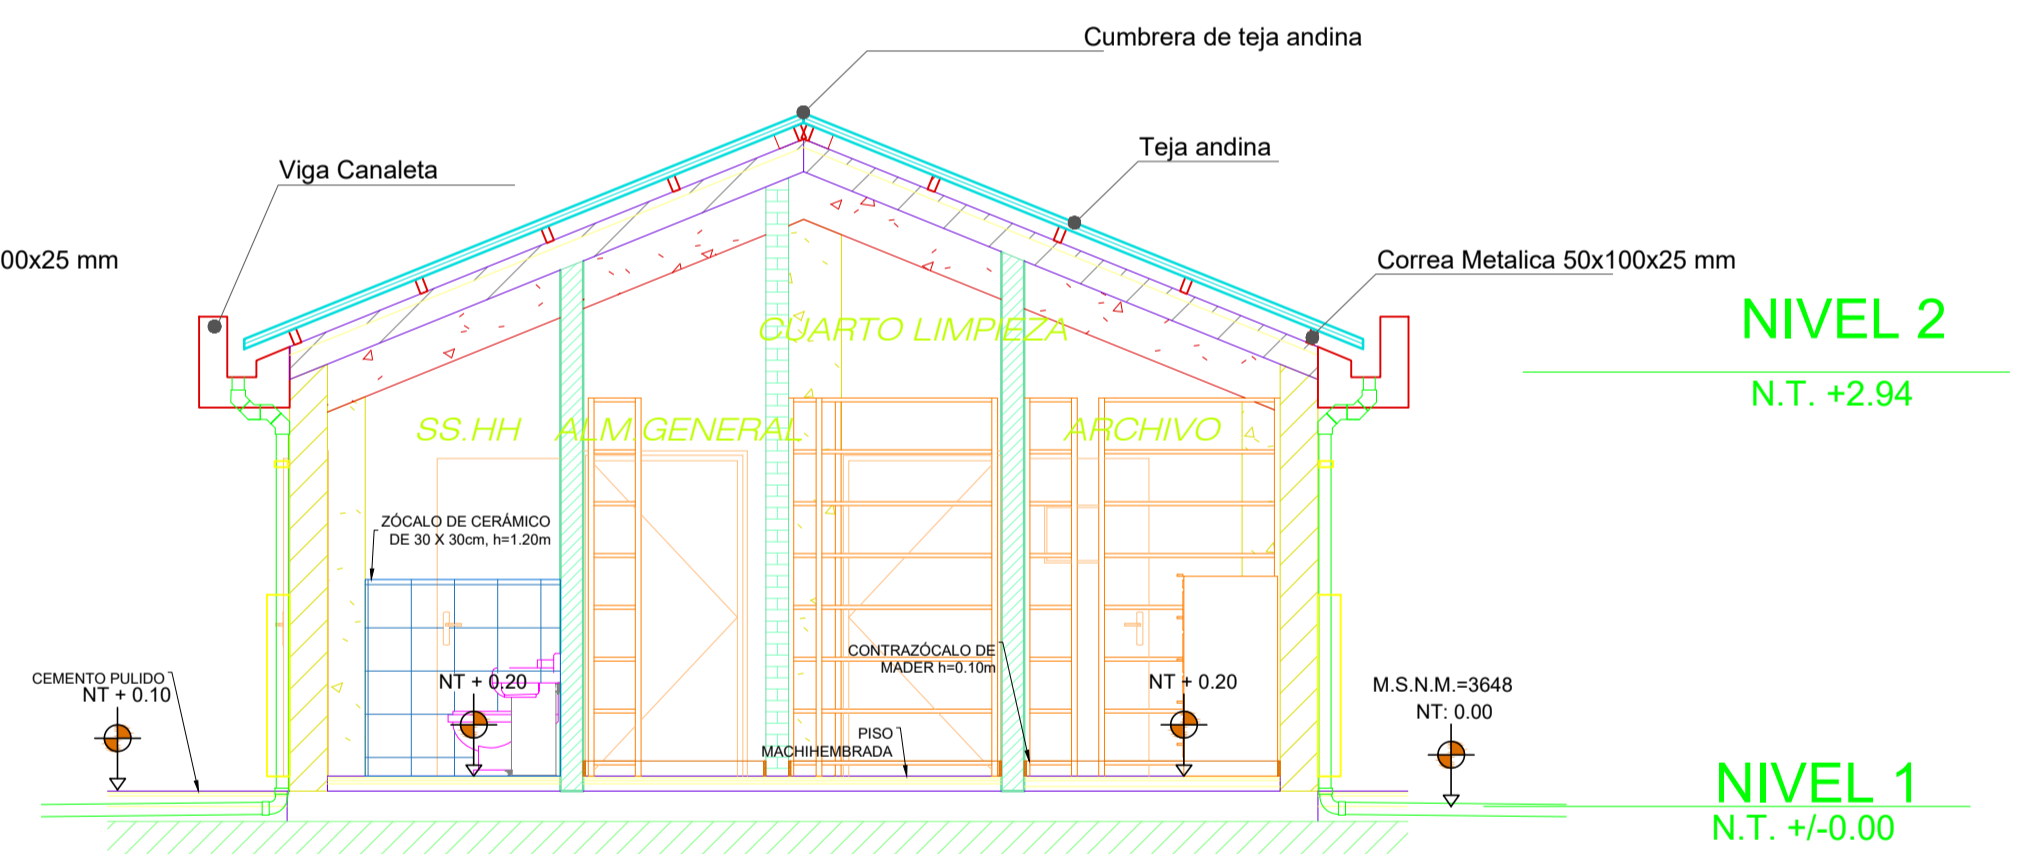 Cumbrera de teja andina
Teja andina
Viga Canaleta
00x25 mm
Correa Metalica 50x100x25 mm
NIVEL 2
N.T. +2.94
CUARTO LIMPIEZA
SS.HH
ALM.GENERAL
ARCHIVO
ZÓCALO DE CERÁMICO
DE 30 X 30cm, h=1.20m
CONTRAZÓCALO DE
MADER h=0.10m
CEMENTO PULIDO
NT + 0.10
NT + 0.20
NT + 0.20
M.S.N.M.=3648
NT: 0.00
PISO
MACHIHEMBRADA
NIVEL 1
N.T. +/-0.00